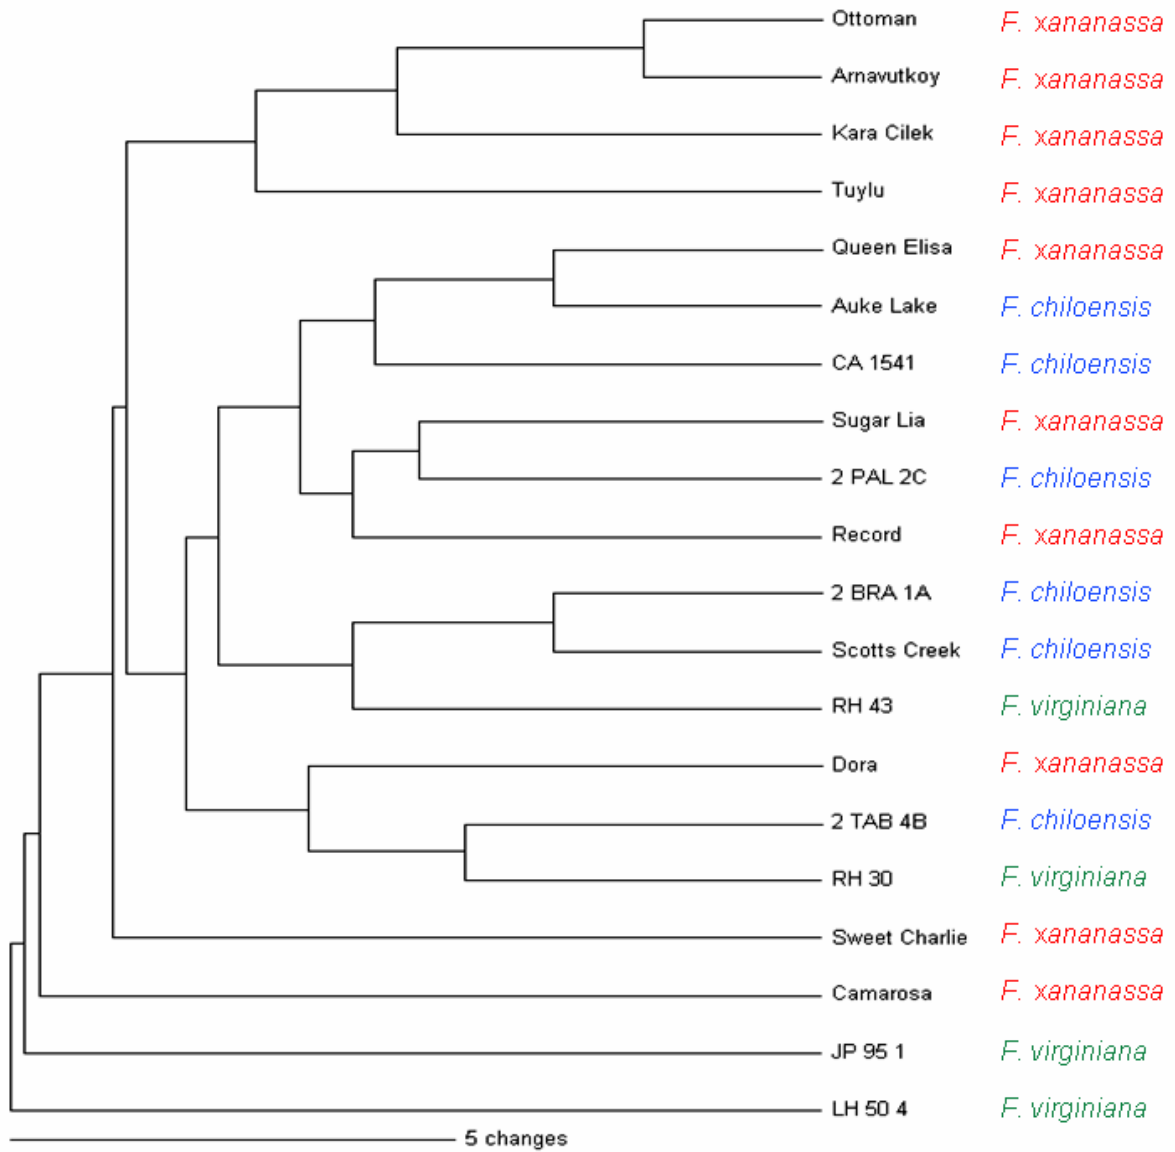 Ottoman F. xananassa
Arnavutkoy F. xananassa
Kara Cilek F. xananassa
Tuylu F. xananassa
Queen Elisa F. xananassa
Auke Lake F. chiloensis
CA 1541 F. chiloensis
Sugar Lia F. xananassa
2 PAL 2C F. chiloensis
Record F. xananassa
2 BRA 1A F. chiloensis
Scotts Creek F. chiloensis
RH 43 F. virginiana
Dora F. xananassa
2 TAB 4B F. chiloensis
RH 30 F. virginiana
Sweet Charlie F. xananassa
Camarosa F. xananassa
JP 95 1 F. virginiana
LH 50 4 F. virginiana
5 changes